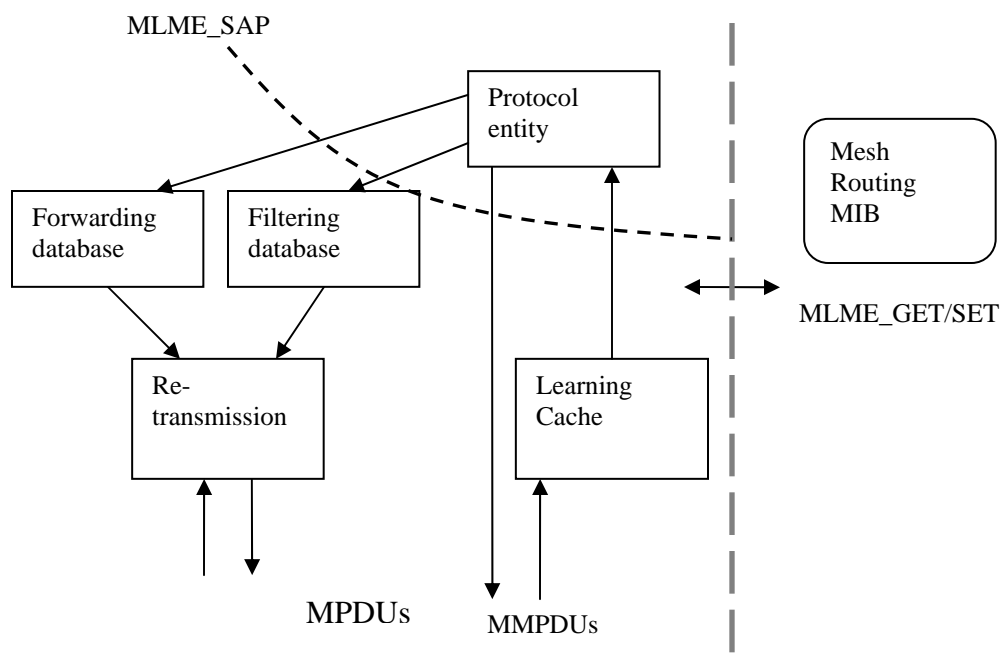 MLME_SAP
Protocol
entity
Mesh
Routing
MIB
Forwarding
database
Filtering
database
MLME_GET/SET
Re-
transmission
Learning
Cache
MPDUs
MMPDUs